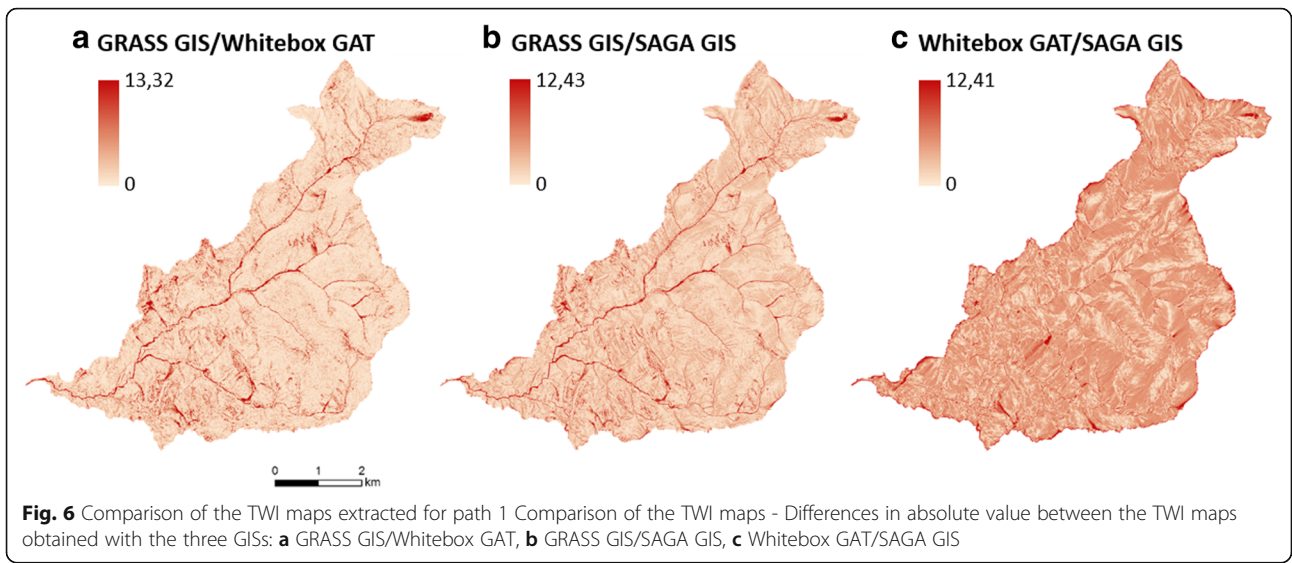 a GRASS GIS/Whitebox GAT
13,32
0
b GRASS GIS/SAGA GIS
12,43
0
c Whitebox GAT/SAGA GIS
12,41
0
0 1 2
km
Fig. 6 Comparison of the TWI maps extracted for path 1 Comparison of the TWI maps - Differences in absolute value between the TWI maps
obtained with the three GISs: a GRASS GIS/Whitebox GAT, b GRASS GIS/SAGA GIS, c Whitebox GAT/SAGA GIS